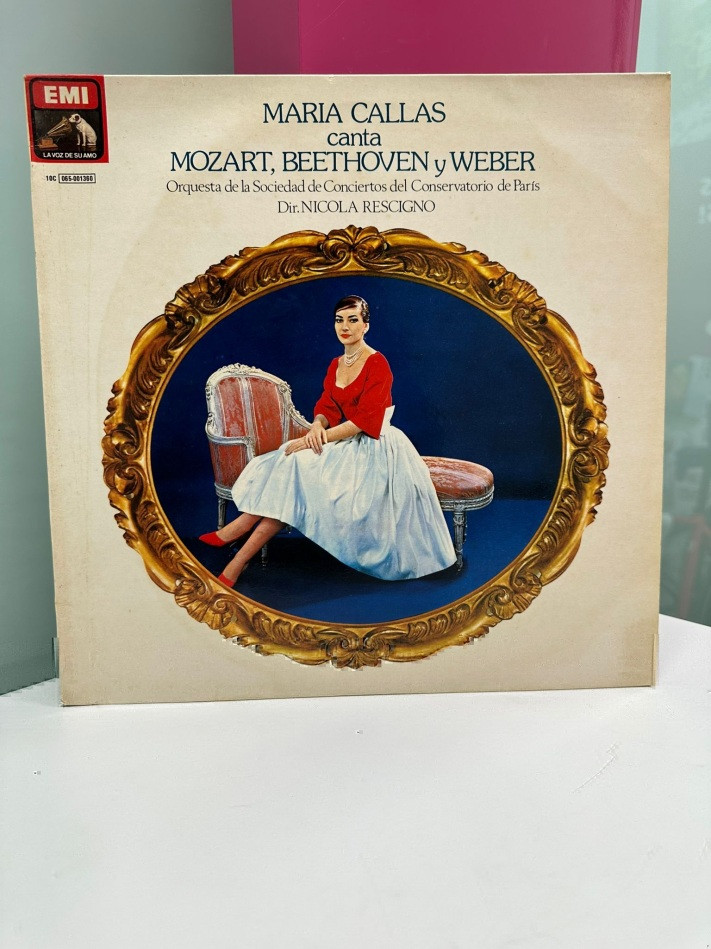 EMI
LA VOZ DE SU AMO
10C 065-001360
MARIA CALLAS
canta
MOZART, BEETHOVEN y WEBER
Orquesta de la Sociedad de Conciertos del Conservatorio de París
Dir. NICOLA RESCIGNO